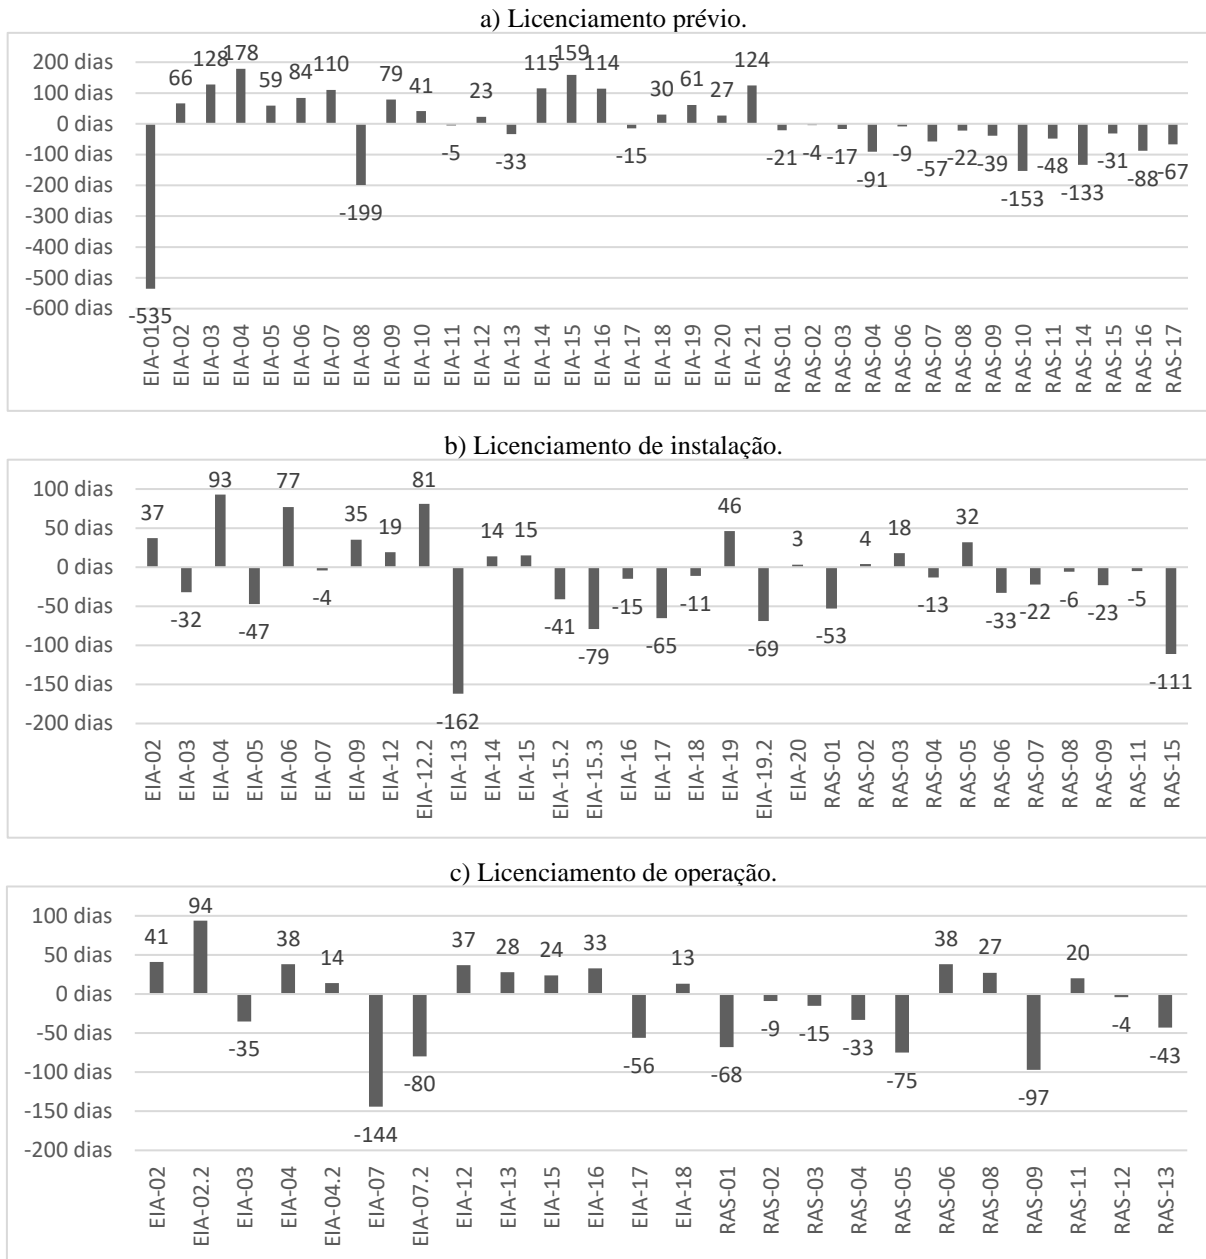 a) Licenciamento prévio.
200 dias
100 dias
0 dias
-100 dias
-200 dias
-300 dias
-400 dias
-500 dias
-600 dias
-535 66 128 178 59 84 110 -199 79 41 -5 23 -33 115 159 114 -15 30 61 27 124 -21 -4 -17 -91 -9 -57 -22 -39 -153 -48 -133 -31 -88 -67
EIA-01 EIA-02 EIA-03 EIA-04 EIA-05 EIA-06 EIA-07 EIA-08 EIA-09 EIA-10 EIA-11 EIA-12 EIA-13 EIA-14 EIA-15 EIA-16 EIA-17 EIA-18 EIA-19 EIA-20 EIA-21 RAS-01 RAS-02 RAS-03 RAS-04 RAS-06 RAS-07 RAS-08 RAS-09 RAS-10 RAS-11 RAS-14 RAS-15 RAS-16 RAS-17
b) Licenciamento de instalação.
100 dias
50 dias
0 dias
-50 dias
-100 dias
-150 dias
-200 dias
37 -32 93 -47 77 -4 35 19 81 -162 14 15 -41 -79 -15 -65 -11 46 -69 3 -53 4 18 -13 32 -33 -22 -6 -23 -5 -111
EIA-02 EIA-03 EIA-04 EIA-05 EIA-06 EIA-07 EIA-09 EIA-12 EIA-12.2 EIA-13 EIA-14 EIA-15 EIA-15.2 EIA-15.3 EIA-16 EIA-17 EIA-18 EIA-19 EIA-19.2 EIA-20 RAS-01 RAS-02 RAS-03 RAS-04 RAS-05 RAS-06 RAS-07 RAS-08 RAS-09 RAS-11 RAS-15
c) Licenciamento de operação.
100 dias
50 dias
0 dias
-50 dias
-100 dias
-150 dias
-200 dias
41 94 -35 38 14 -144 -80 37 28 24 33 -56 13 -68 -9 -15 -33 -75 38 27 -97 20 -4 -43
EIA-02 EIA-02.2 EIA-03 EIA-04 EIA-04.2 EIA-07 EIA-07.2 EIA-12 EIA-13 EIA-15 EIA-16 EIA-17 EIA-18 RAS-01 RAS-02 RAS-03 RAS-04 RAS-05 RAS-06 RAS-08 RAS-09 RAS-11 RAS-12 RAS-13